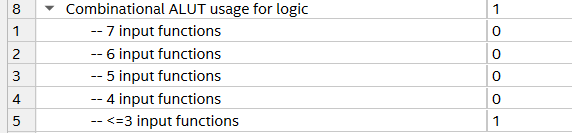 8 Combinational ALUT usage for logic 1
1 -- 7 input functions 0
2 -- 6 input functions 0
3 -- 5 input functions 0
4 -- 4 input functions 0
5 -- <=3 input functions 1